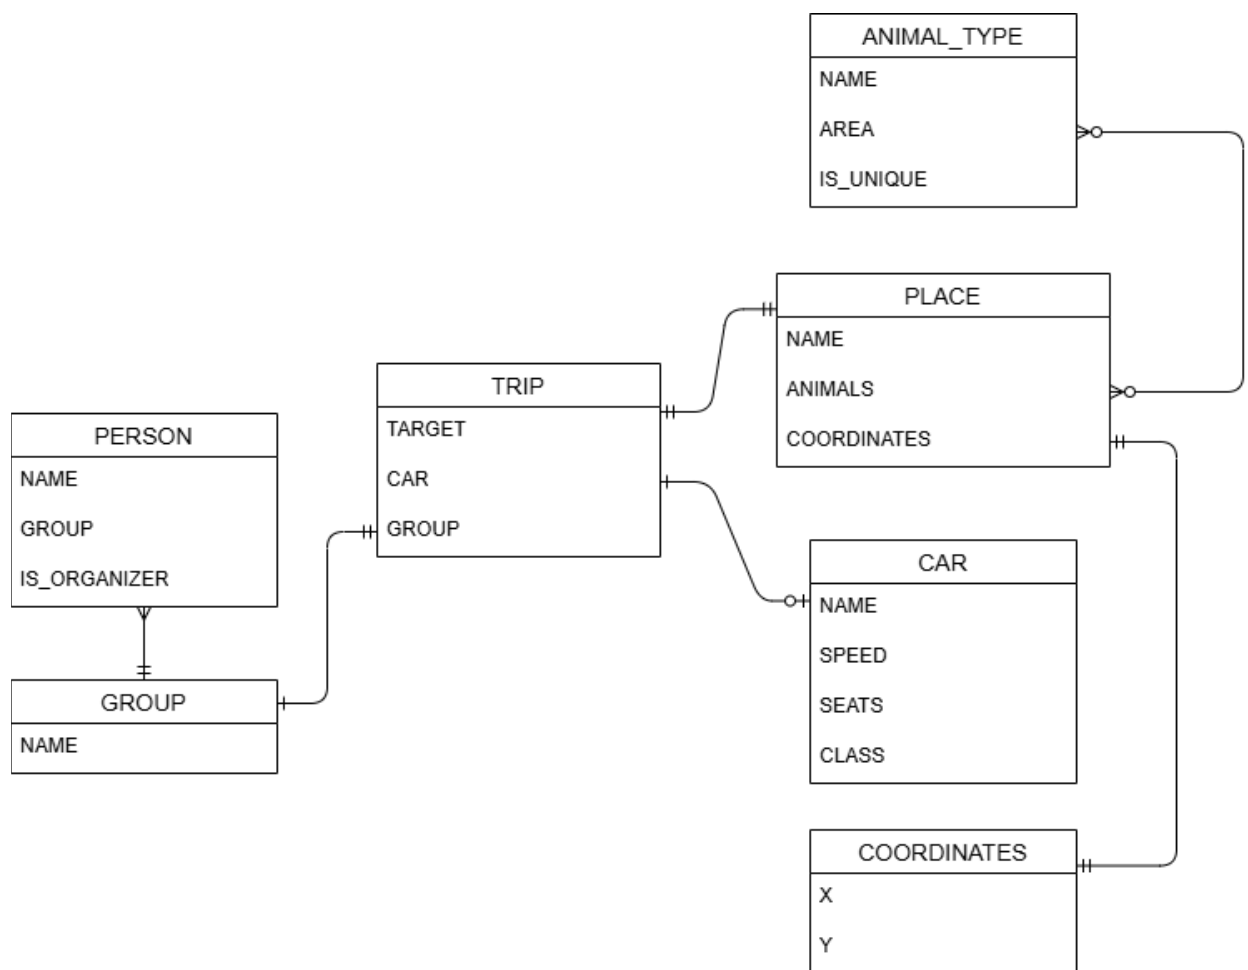 ANIMAL_TYPE
NAME
AREA
IS_UNIQUE
PLACE
NAME
ANIMALS
COORDINATES
TRIP
TARGET
CAR
GROUP
PERSON
NAME
GROUP
IS_ORGANIZER
GROUP
NAME
CAR
NAME
SPEED
SEATS
CLASS
COORDINATES
X
Y